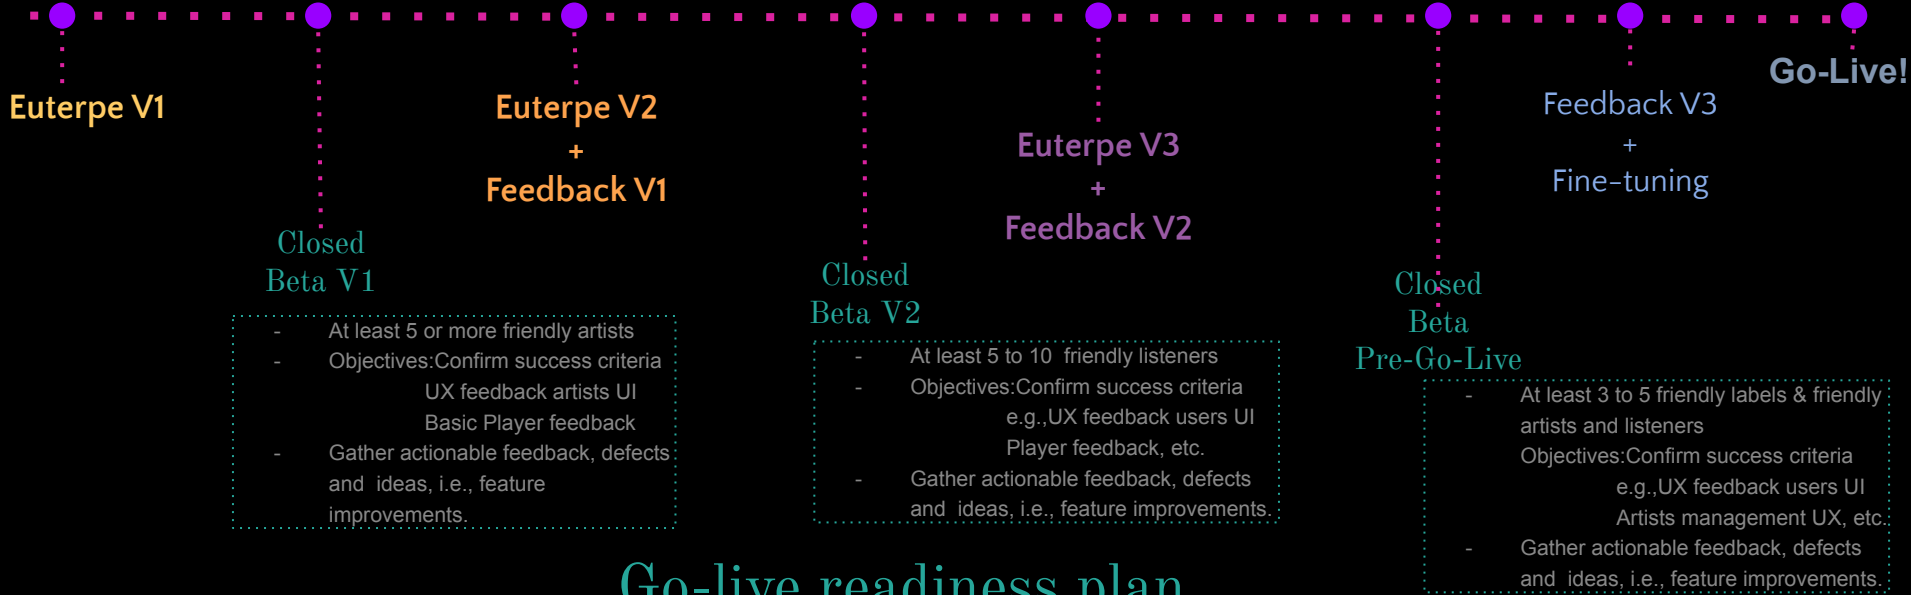 Euterpe V1
Closed
Beta V1
- At least 5 or more friendly artists
- Objectives:Confirm success criteria
UX feedback artists UI
Basic Player feedback
- Gather actionable feedback, defects
and ideas, i.e., feature
improvements.
Euterpe V2
+
Feedback V1
Closed
Beta V2
- At least 5 to 10 friendly listeners
- Objectives:Confirm success criteria
e.g.,UX feedback users UI
Player feedback, etc.
- Gather actionable feedback, defects
and ideas, i.e., feature improvements.
Euterpe V3
+
Feedback V2
Closed
Beta
Pre-Go-Live
- At least 3 to 5 friendly labels & friendly
artists and listeners
Objectives:Confirm success criteria
e.g.,UX feedback users UI
Artists management UX, etc.
- Gather actionable feedback, defects
and ideas, i.e., feature improvements.
Feedback V3
+
Fine-tuning
Go-Live!
Go-live readiness plan